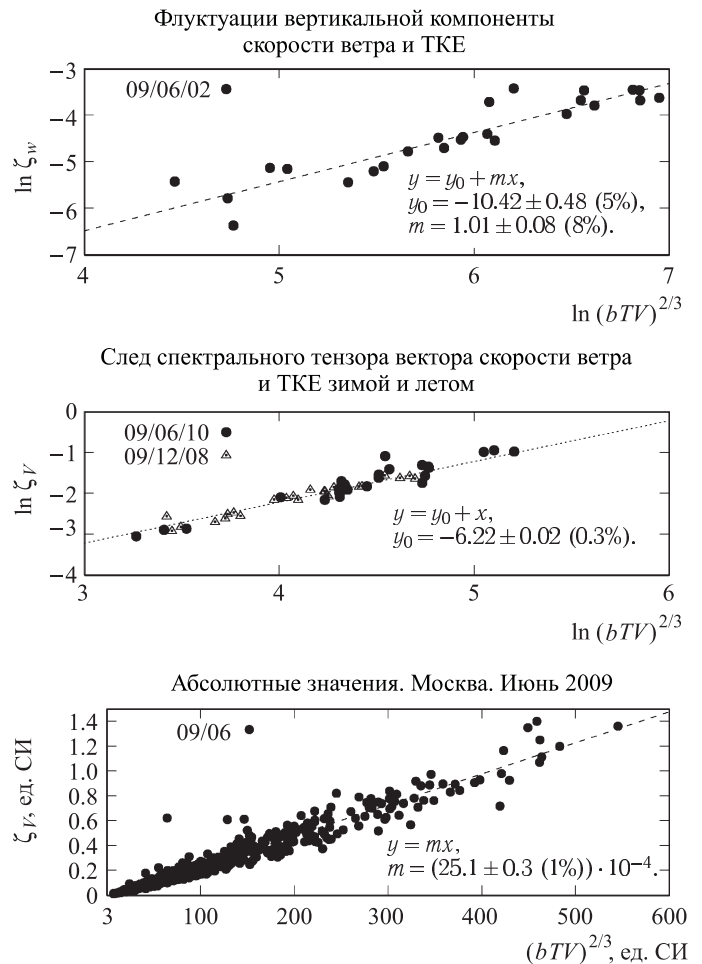 Флуктуации вертикальной компоненты
скорости ветра и ТКЕ
−3
09/06/02
−4
ln ζw
−5
y = y0 + mx,
−6
y0 = −10.42 ± 0.48 (5%),
m = 1.01 ± 0.08 (8%).
−7
4 5 6 7
ln (bTV)^2/3
След спектрального тензора вектора скорости ветра
и ТКЕ зимой и летом
0
09/06/10
−1
09/12/08
ln ζV
−2
y = y0 + x,
−3
y0 = −6.22 ± 0.02 (0.3%).
−4
3 4 5 6
ln (bTV)^2/3
Абсолютные значения. Москва. Июнь 2009
1.4
09/06
1.2
1.0
ζV, ед. СИ
0.8
0.6
0.4
y = mx,
0.2
m = (25.1 ± 0.3 (1%)) · 10^−4.
0
3 100 200 300 400 500 600
(bTV)^2/3, ед. СИ